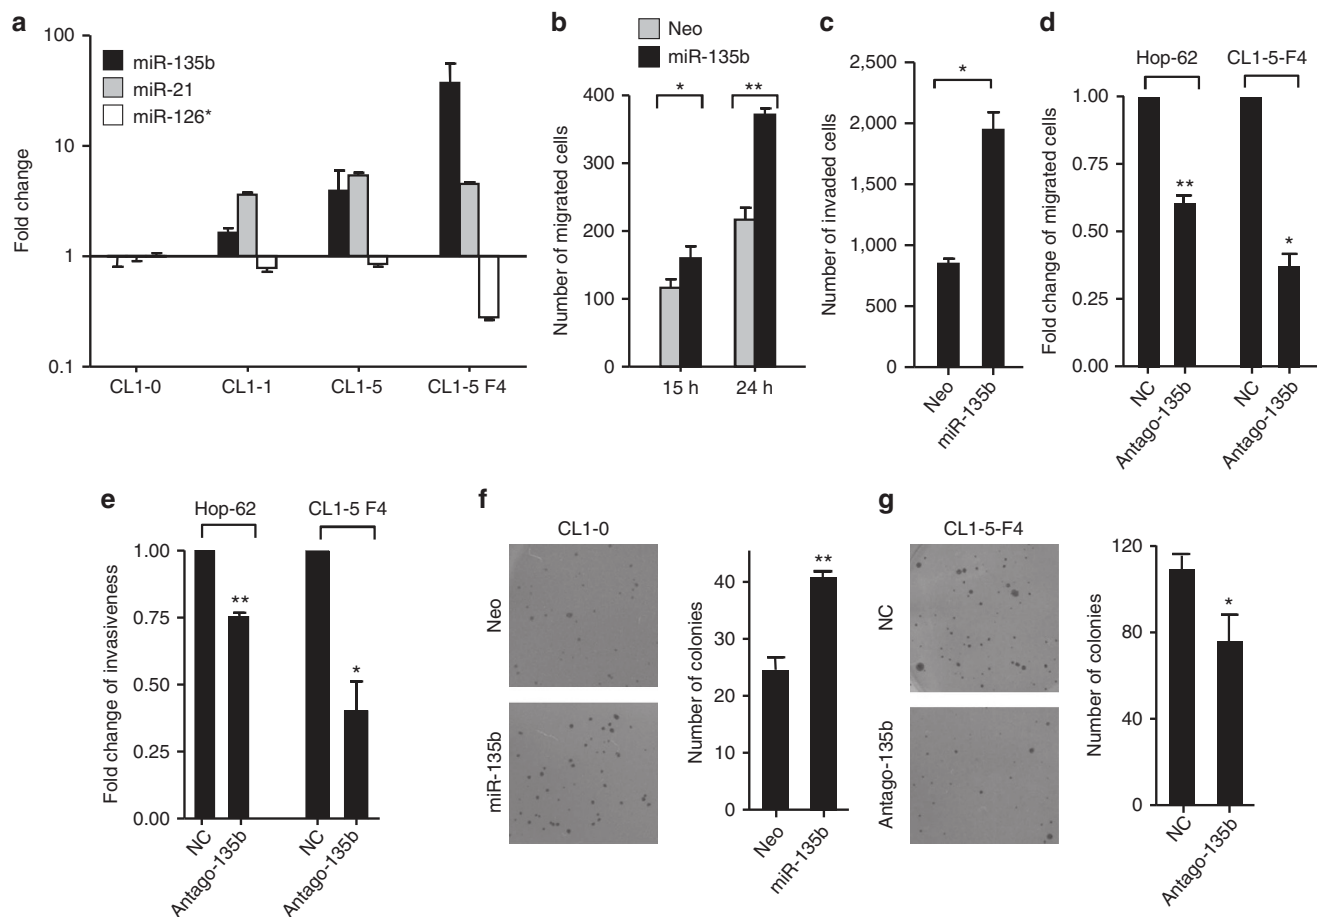 a
Fold change
100
10
1
0.1
miR-135b
miR-21
miR-126*
CL1-0
CL1-1
CL1-5
CL1-5 F4
b
Neo
miR-135b
Number of migrated cells
400
300
200
100
0
*
**
15 h
24 h
c
Number of invaded cells
2,500
2,000
1,500
1,000
500
0
*
Neo
miR-135b
d
Hop-62
CL1-5-F4
Fold change of migrated cells
1.00
0.75
0.50
0.25
0.00
**
*
NC
Antago-135b
NC
Antago-135b
e
Hop-62
CL1-5 F4
Fold change of invasiveness
1.00
0.75
0.50
0.25
0.00
**
*
NC
Antago-135b
NC
Antago-135b
f
CL1-0
Neo
miR-135b
Number of colonies
40
30
20
10
0
**
Neo
miR-135b
g
CL1-5-F4
NC
Antago-135b
Number of colonies
120
80
40
0
*
NC
Antago-135b